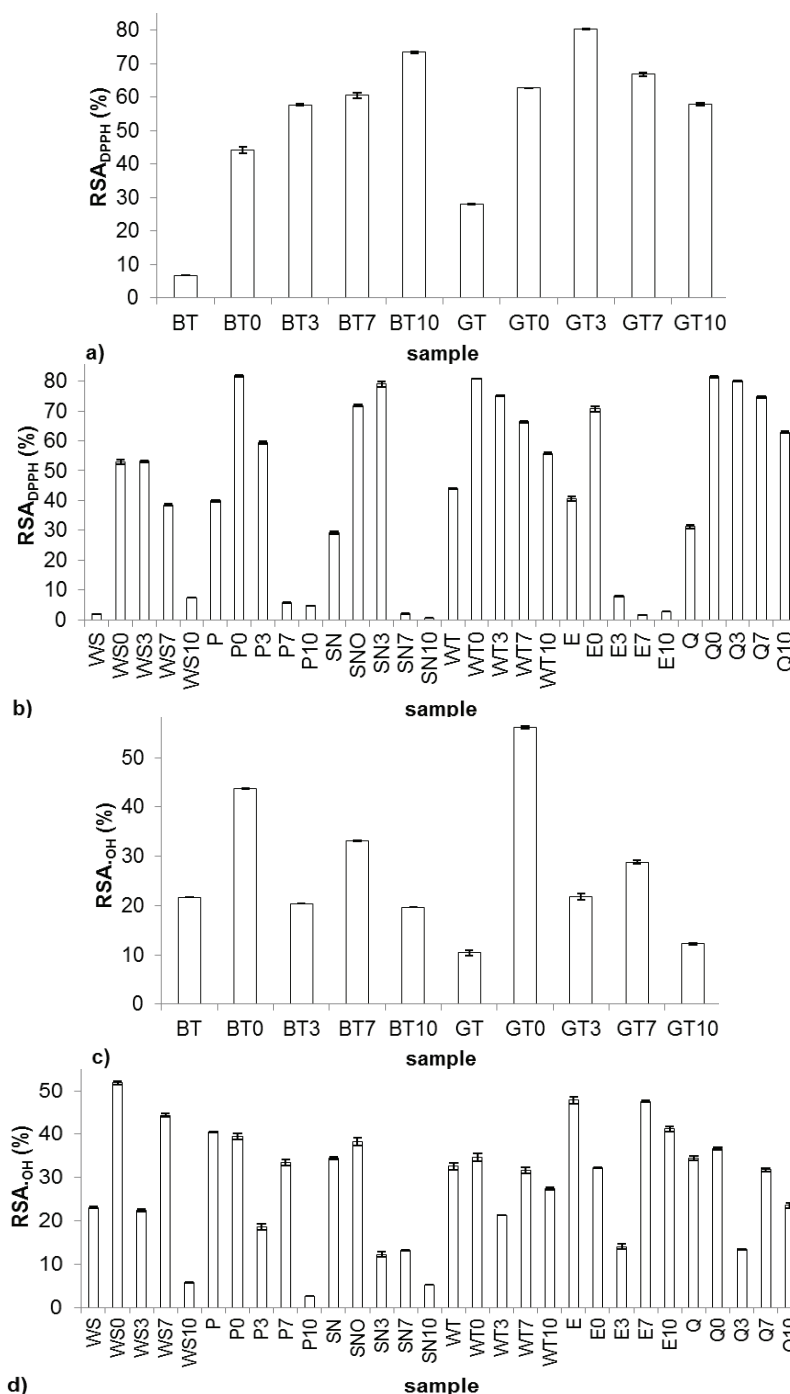 80
70
60
50
40
30
20
10
0
RSA DPPH (%)
BT BT0 BT3 BT7 BT10 GT GT0 GT3 GT7 GT10
a) sample
80
70
60
50
40
30
20
10
0
RSA DPPH (%)
WS WS0 WS3 WS7 WS10 P P0 P3 P7 P10 SN SNO SN3 SN7 SN10 WT WT0 WT3 WT7 WT10 E E0 E3 E7 E10 Q Q0 Q3 Q7 Q10
b) sample
50
40
30
20
10
0
RSA•OH (%)
BT BT0 BT3 BT7 BT10 GT GT0 GT3 GT7 GT10
c) sample
50
40
30
20
10
0
RSA•OH (%)
WS WS0 WS3 WS7 WS10 P P0 P3 P7 P10 SN SNO SN3 SN7 SN10 WT WT0 WT3 WT7 WT10 E E0 E3 E7 E10 Q Q0 Q3 Q7 Q10
d) sample